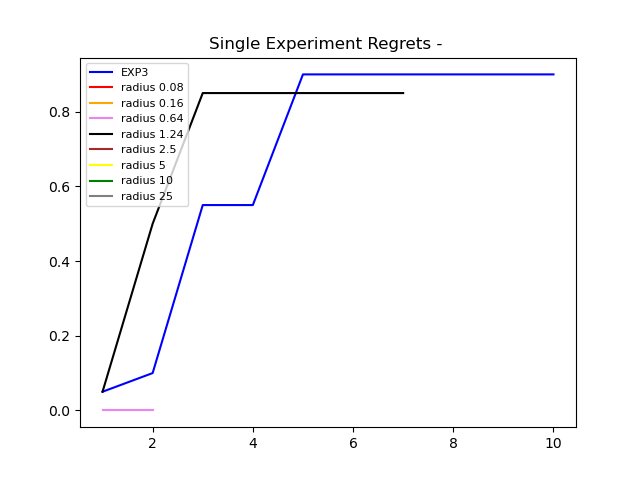 Single Experiment Regrets -
EXP3
radius 0.08
radius 0.16
radius 0.64
radius 1.24
radius 2.5
radius 5
radius 10
radius 25
0.8
0.6
0.4
0.2
0.0
2 4 6 8 10